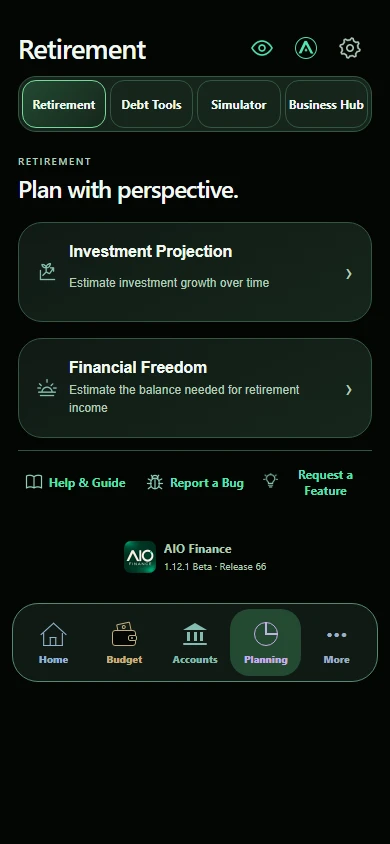 Retirement
Retirement
Debt Tools
Simulator
Business Hub
RETIREMENT
Plan with perspective.
Investment Projection
Estimate investment growth over time
Financial Freedom
Estimate the balance needed for retirement
income
Help & Guide
Report a Bug
Request a
Feature
AIO
FINANCE
AIO Finance
1.12.1 Beta · Release 66
Home
Budget
Accounts
Planning
More